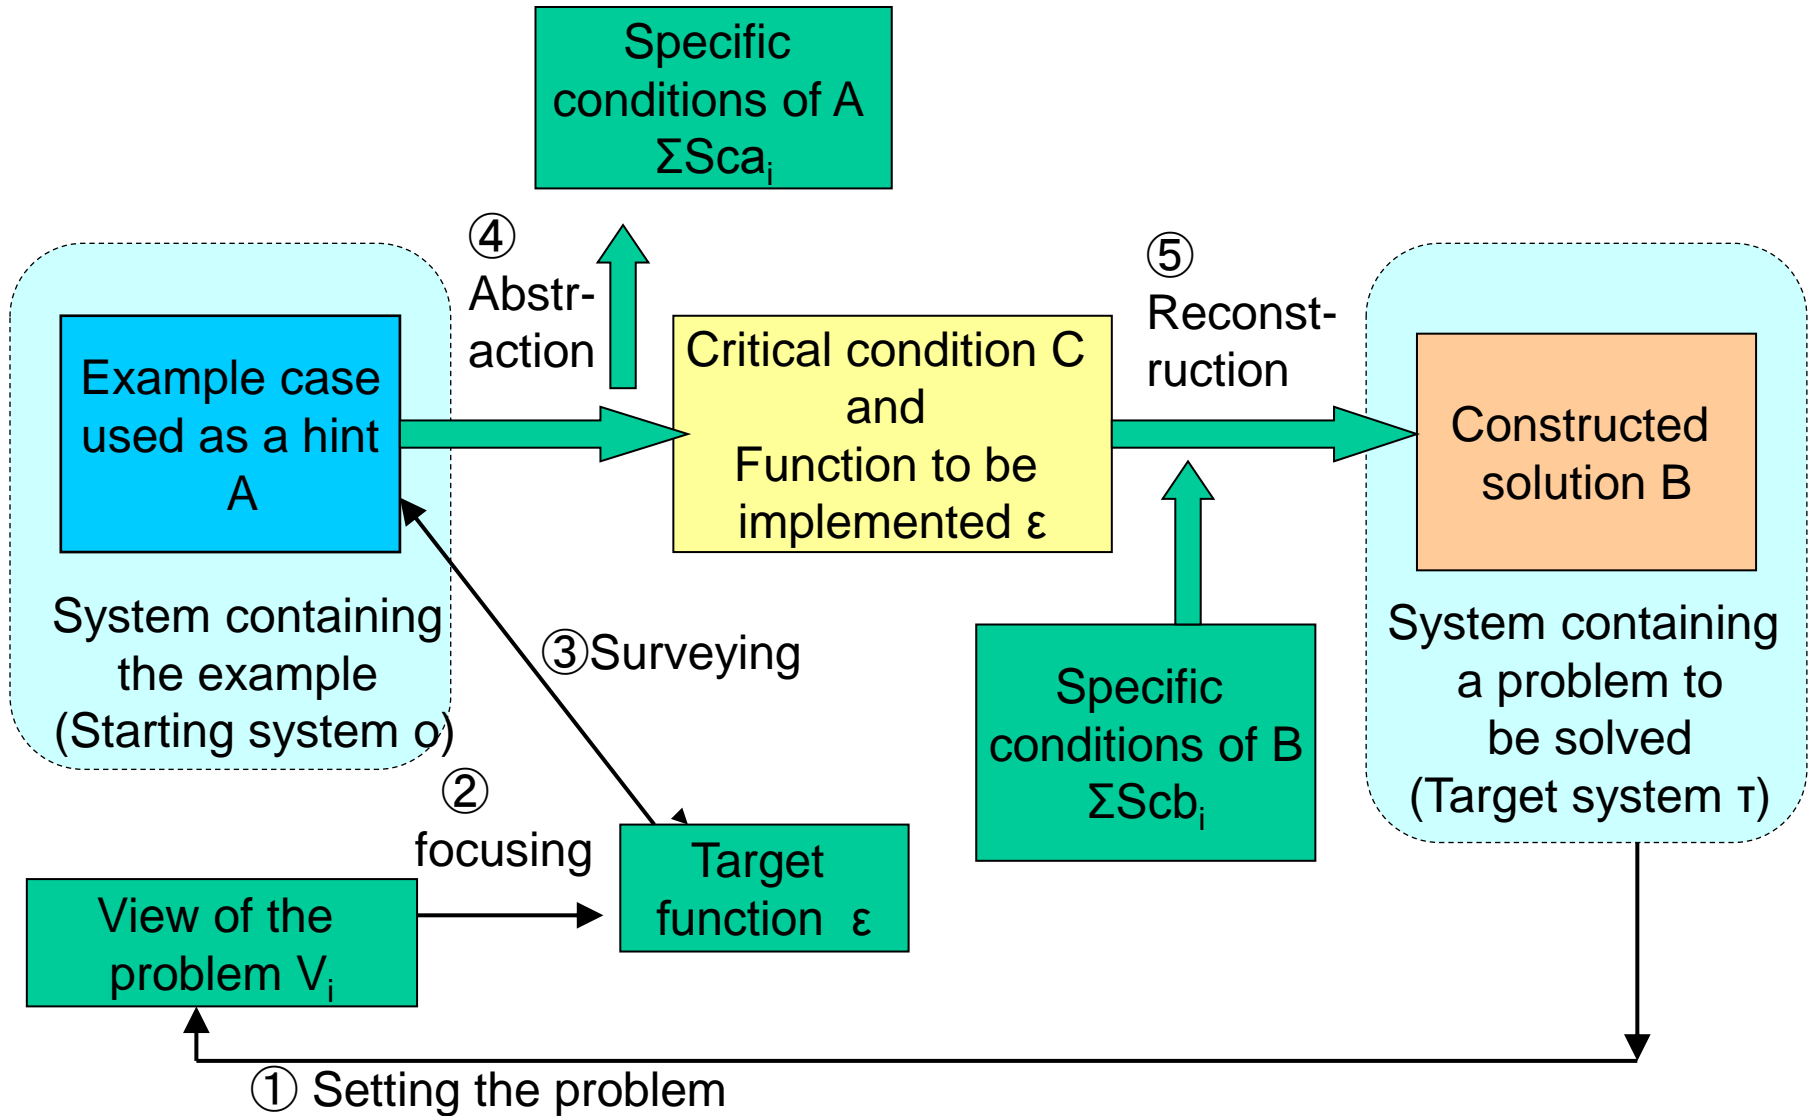 Specific
conditions of A
ΣScaᵢ
④
Abstr-
action
⑤
Reconst-
ruction
Example case
used as a hint
A
System containing
the example
(Starting system o)
Critical condition C
and
Function to be
implemented ε
Constructed
solution B
System containing
a problem to
be solved
(Target system τ)
③Surveying
Specific
conditions of B
ΣScbᵢ
②
focusing
Target
function ε
View of the
problem Vᵢ
① Setting the problem